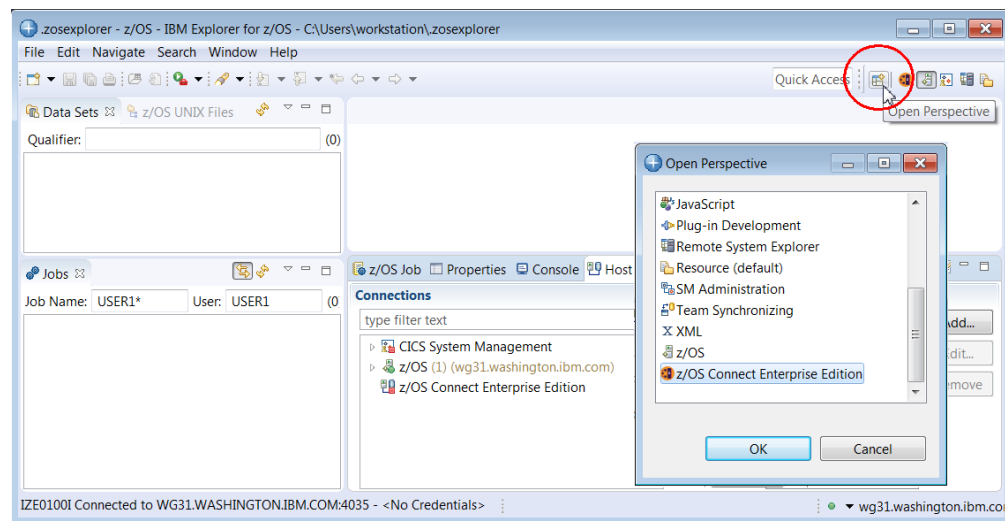 .zosexplorer - z/OS - IBM Explorer for z/OS - C:\Users\workstation\.zosexplorer
File Edit Navigate Search Window Help
Quick Access
Open Perspective
Data Sets z/OS UNIX Files
Qualifier: (0)
Open Perspective
JavaScript
Plug-in Development
Remote System Explorer
Resource (default)
SM Administration
Team Synchronizing
XML
z/OS
z/OS Connect Enterprise Edition
OK Cancel
Jobs
Job Name: USER1* User: USER1 (0
z/OS Job Properties Console Host
Connections
type filter text
CICS System Management
z/OS (1) (wg31.washington.ibm.com)
z/OS Connect Enterprise Edition
Add...
Edit...
emove
IZE0100I Connected to WG31.WASHINGTON.IBM.COM:4035 - <No Credentials>
wg31.washington.ibm.co